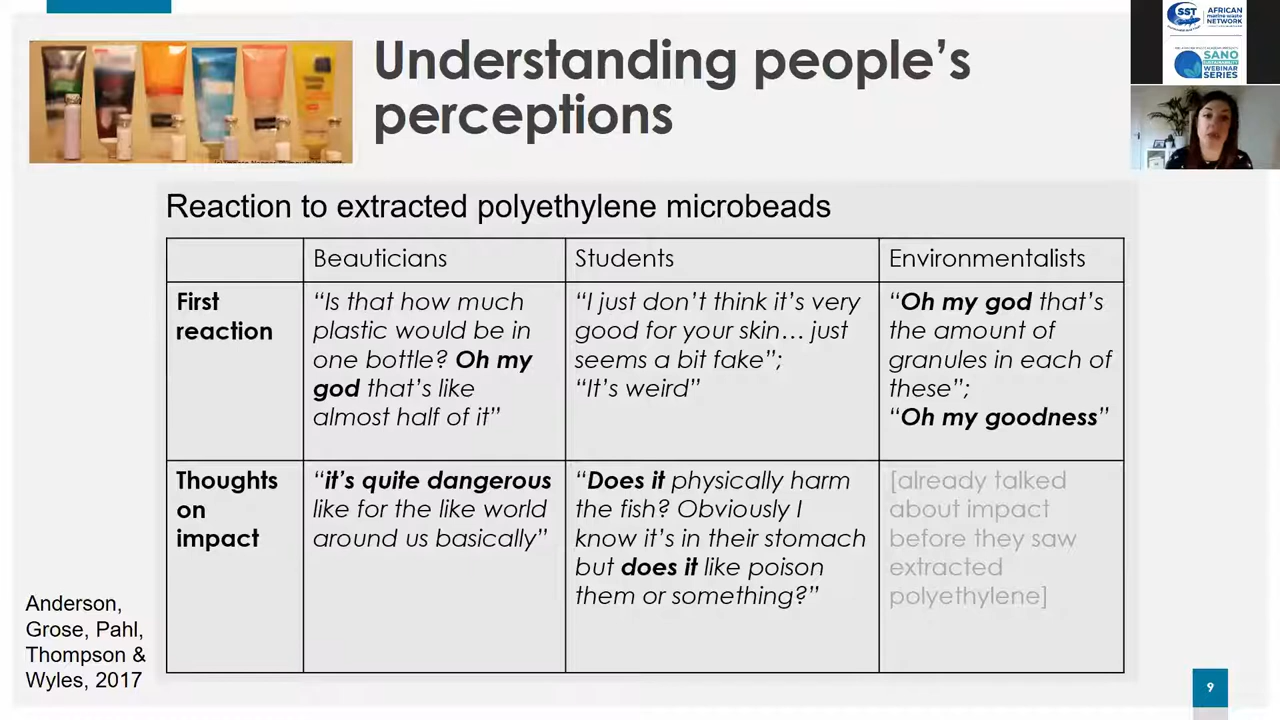 Understanding people’s
perceptions
SST
AFRICAN
MARINE WASTE
NETWORK
SANO
WEBINAR
SERIES
Reaction to extracted polyethylene microbeads
Beauticians
Students
Environmentalists
First
reaction
“Is that how much
plastic would be in
one bottle? Oh my
god that’s like
almost half of it”
“I just don’t think it’s very
good for your skin... just
seems a bit fake”;
“It’s weird”
“Oh my god that’s
the amount of
granules in each of
these”;
“Oh my goodness”
Thoughts
on
impact
“it’s quite dangerous
like for the like world
around us basically”
“Does it physically harm
the fish? Obviously I
know it’s in their stomach
but does it like poison
them or something?”
[already talked
about impact
before they saw
extracted
polyethylene]
Anderson,
Grose, Pahl,
Thompson &
Wyles, 2017
9